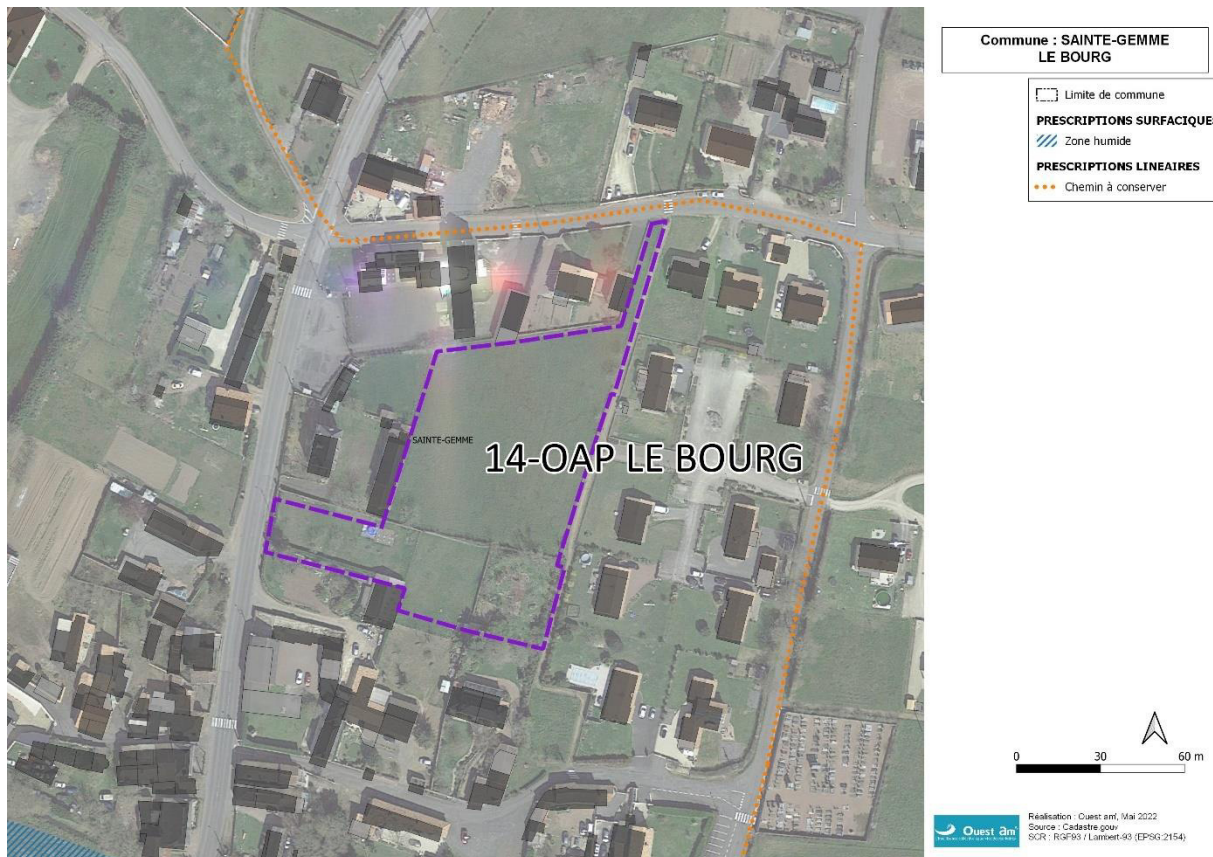 Commune : SAINTE-GEMME
LE BOURG
Limite de commune
PRESCRIPTIONS SURFACIQUES
Zone humide
PRESCRIPTIONS LINEAIRES
Chemin à conserver
SAINTE-GEMME
14-OAP LE BOURG
0 30 60 m
Ouest am'
Réalisation : Ouest am', Mai 2022
Source : Cadastre.gouv
SCR : RGF93 / Lambert-93 (EPSG:2154)